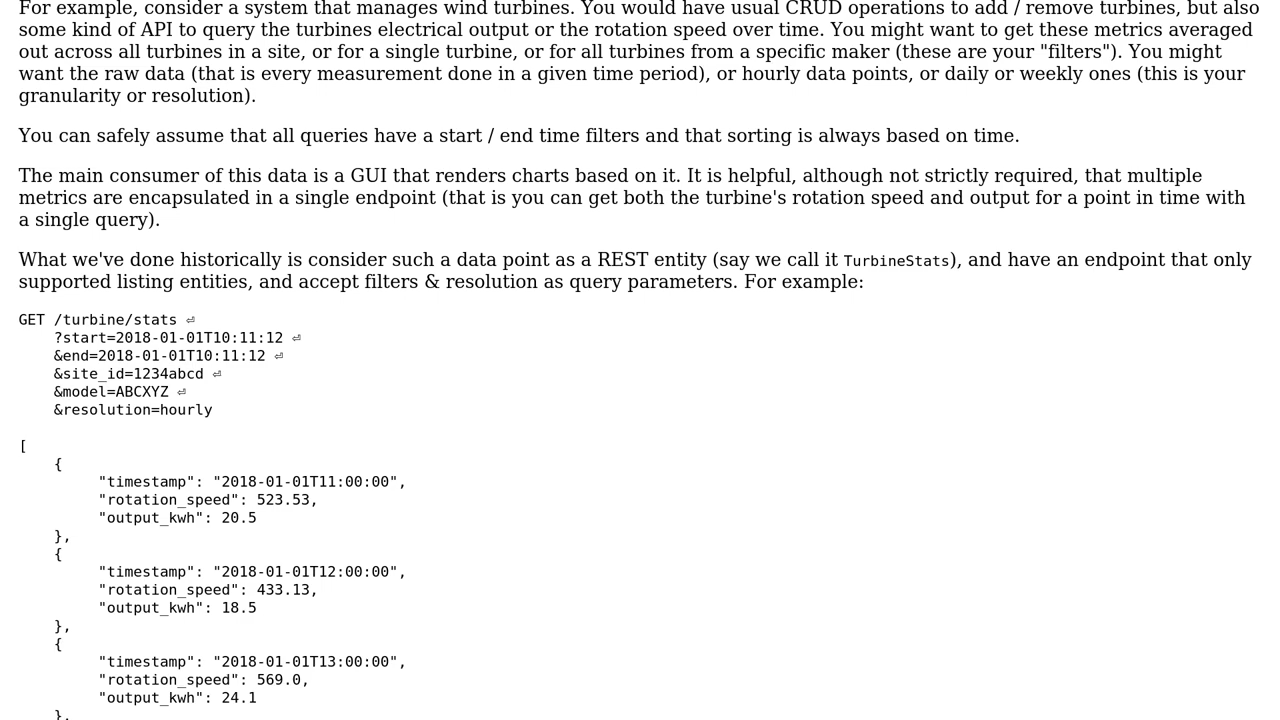 For example, consider a system that manages wind turbines. You would have usual CRUD operations to add / remove turbines, but also
some kind of API to query the turbines electrical output or the rotation speed over time. You might want to get these metrics averaged
out across all turbines in a site, or for a single turbine, or for all turbines from a specific maker (these are your "filters"). You might
want the raw data (that is every measurement done in a given time period), or hourly data points, or daily or weekly ones (this is your
granularity or resolution).
You can safely assume that all queries have a start / end time filters and that sorting is always based on time.
The main consumer of this data is a GUI that renders charts based on it. It is helpful, although not strictly required, that multiple
metrics are encapsulated in a single endpoint (that is you can get both the turbine's rotation speed and output for a point in time with
a single query).
What we've done historically is consider such a data point as a REST entity (say we call it TurbineStats), and have an endpoint that only
supported listing entities, and accept filters & resolution as query parameters. For example:
GET /turbine/stats ⏎
?start=2018-01-01T10:11:12 ⏎
&end=2018-01-01T10:11:12 ⏎
&site_id=1234abcd ⏎
&model=ABCXYZ ⏎
&resolution=hourly
[
{
"timestamp": "2018-01-01T11:00:00",
"rotation_speed": 523.53,
"output_kwh": 20.5
},
{
"timestamp": "2018-01-01T12:00:00",
"rotation_speed": 433.13,
"output_kwh": 18.5
},
{
"timestamp": "2018-01-01T13:00:00",
"rotation_speed": 569.0,
"output_kwh": 24.1
},